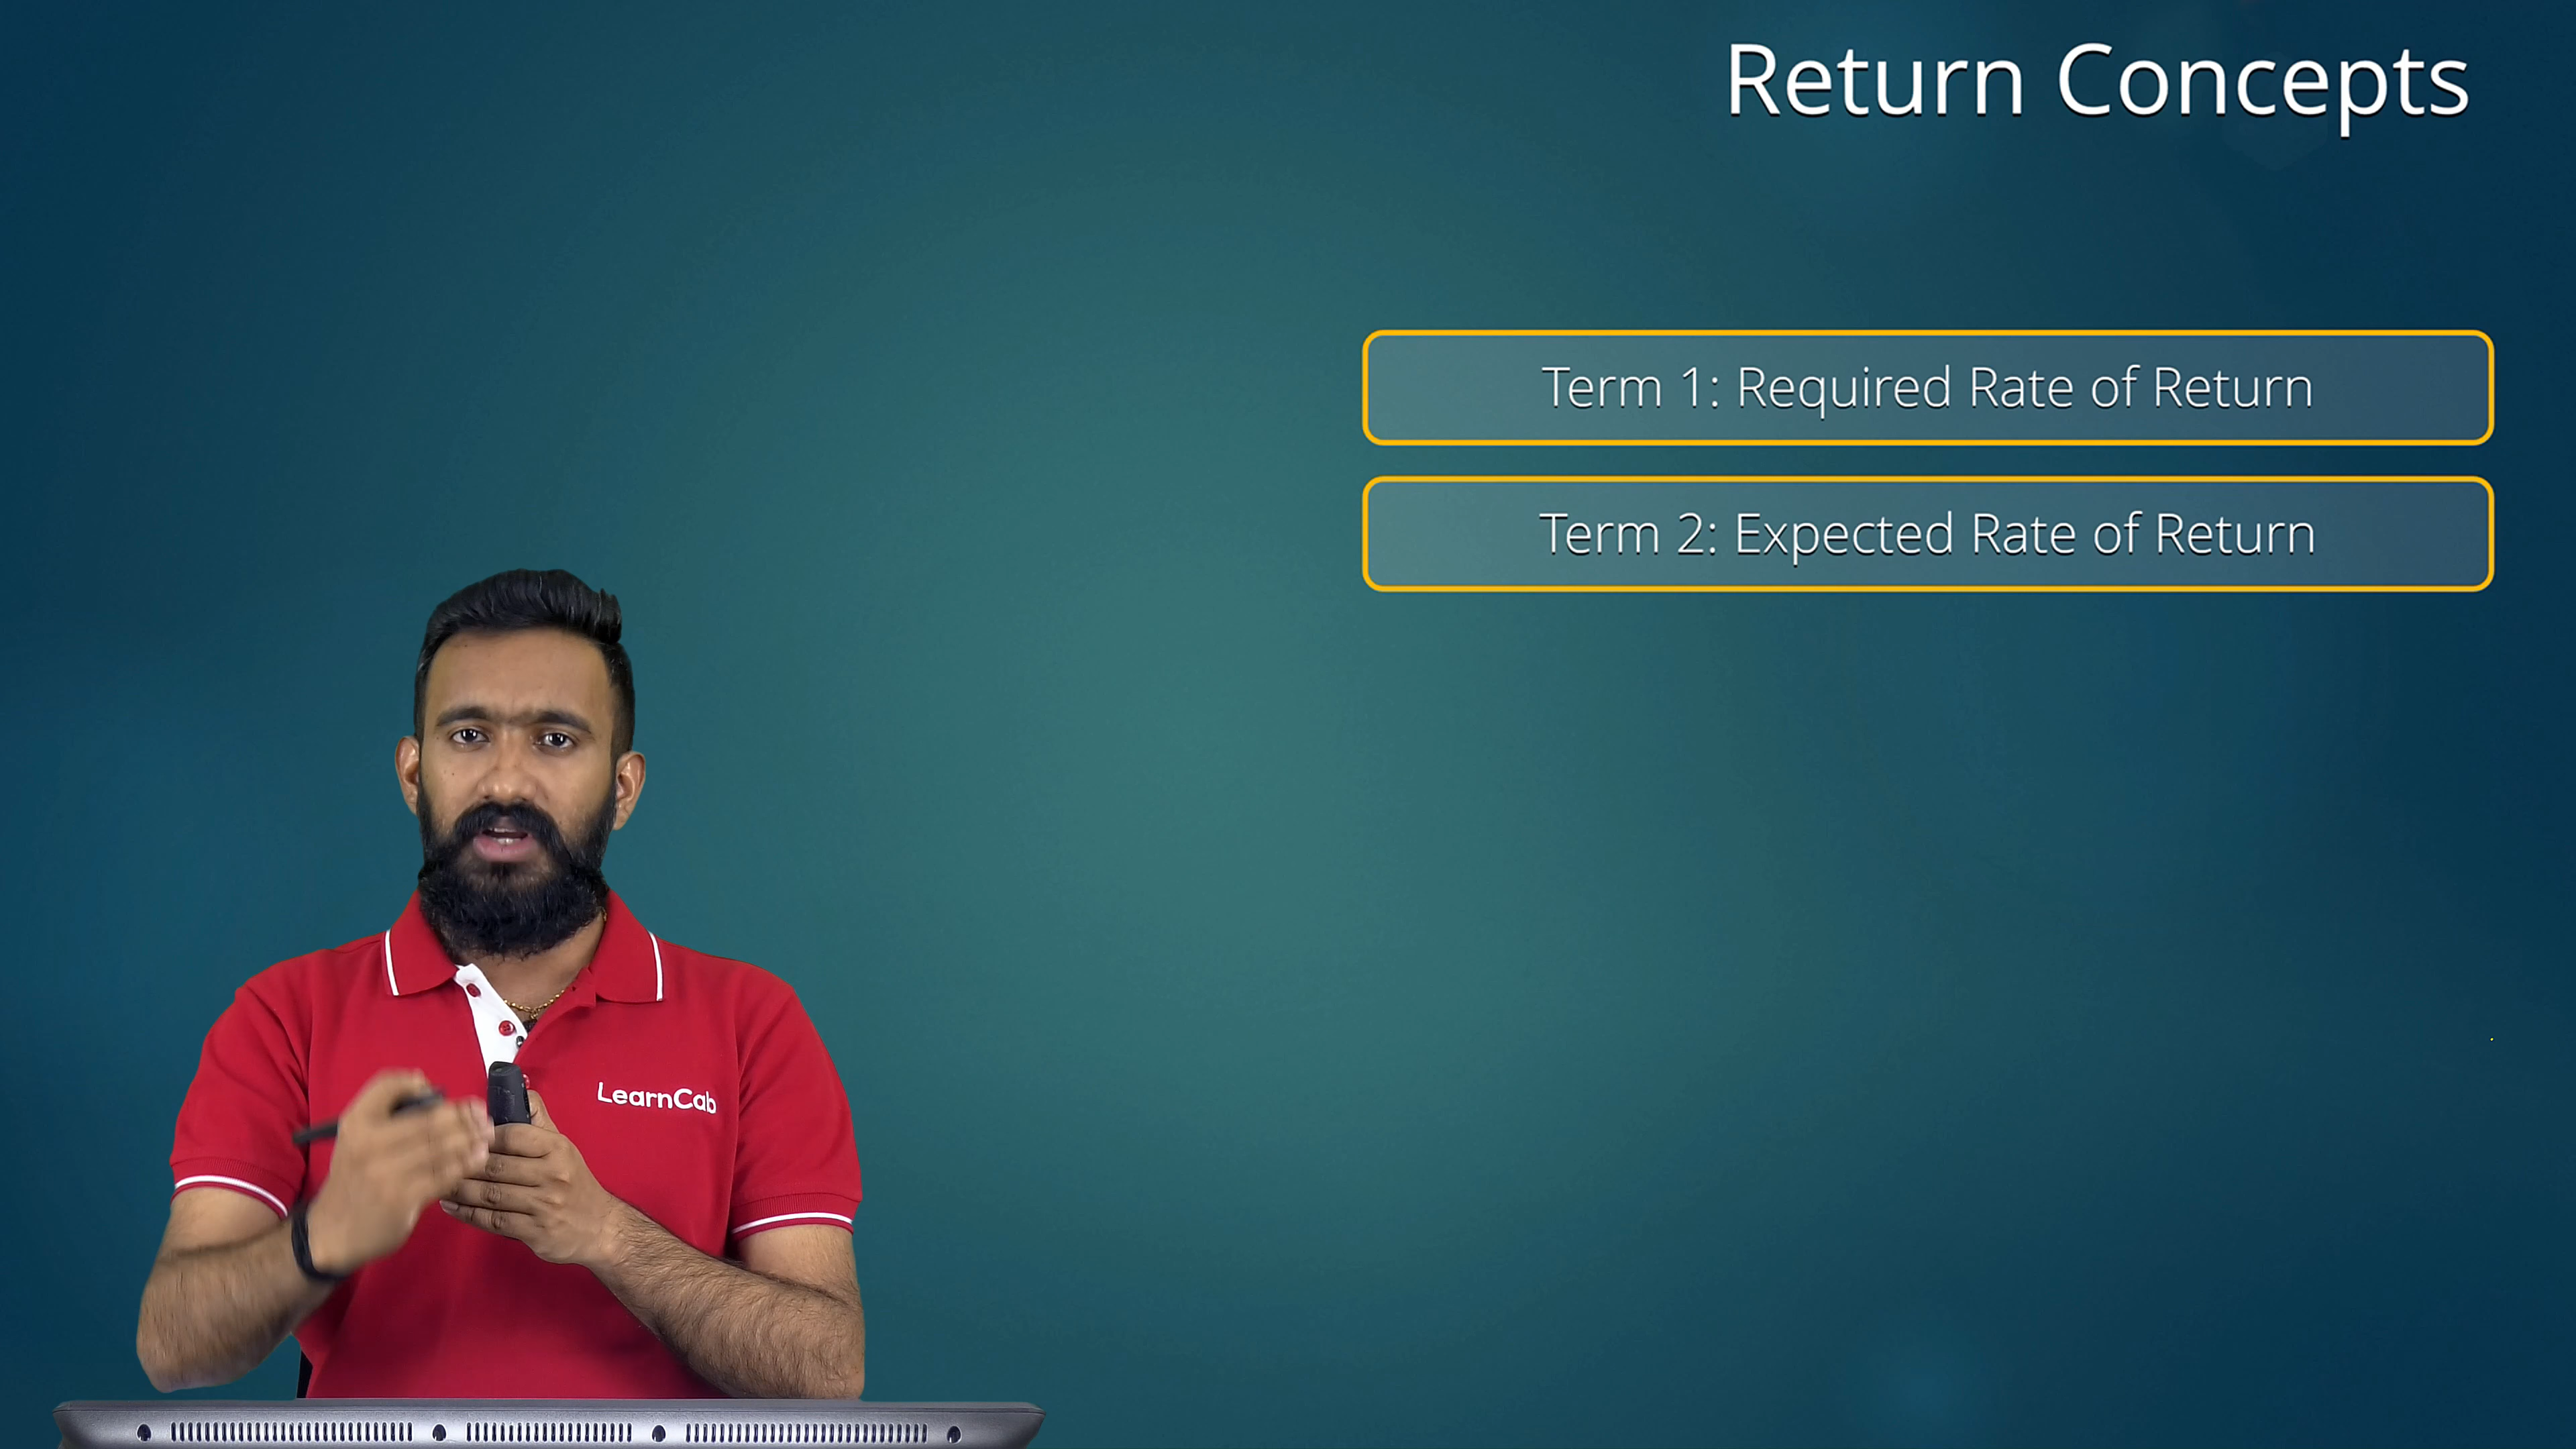 Return Concepts
Term 1: Required Rate of Return
Term 2: Expected Rate of Return
LearnCab